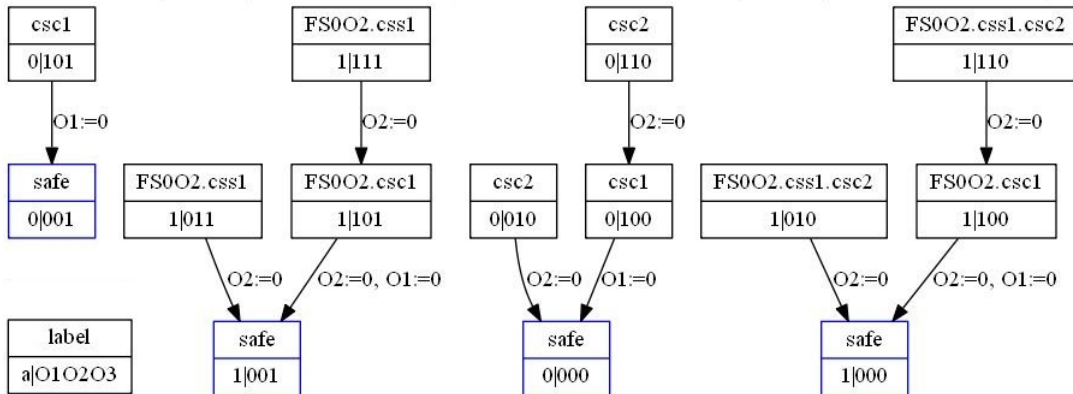 csc1
0|101
FS0O2.css1
1|111
csc2
0|110
FS0O2.css1.csc2
1|110
O1:=0
O2:=0
O2:=0
O2:=0
safe
0|001
FS0O2.css1
1|011
FS0O2.csc1
1|101
csc2
0|010
csc1
0|100
FS0O2.css1.csc2
1|010
FS0O2.csc1
1|100
O2:=0
O2:=0, O1:=0
O2:=0
O1:=0
O2:=0
O2:=0, O1:=0
label
a|O1O2O3
safe
1|001
safe
0|000
safe
1|000